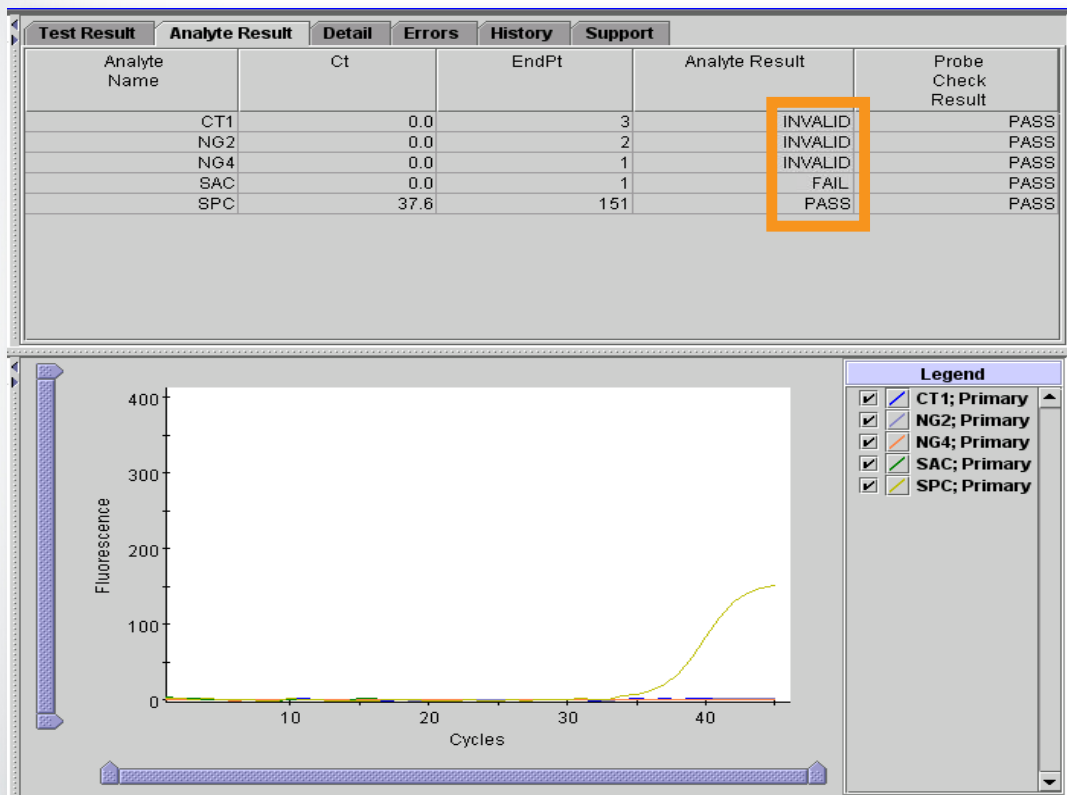 Test Result Analyte Result Detail Errors History Support
Analyte Name Ct EndPt Analyte Result Probe Check Result
CT1 0.0 3 INVALID PASS
NG2 0.0 2 INVALID PASS
NG4 0.0 1 INVALID PASS
SAC 0.0 1 FAIL PASS
SPC 37.6 151 PASS PASS
400
300
200
100
0
Fluorescence
10 20 30 40
Cycles
Legend
CT1; Primary
NG2; Primary
NG4; Primary
SAC; Primary
SPC; Primary